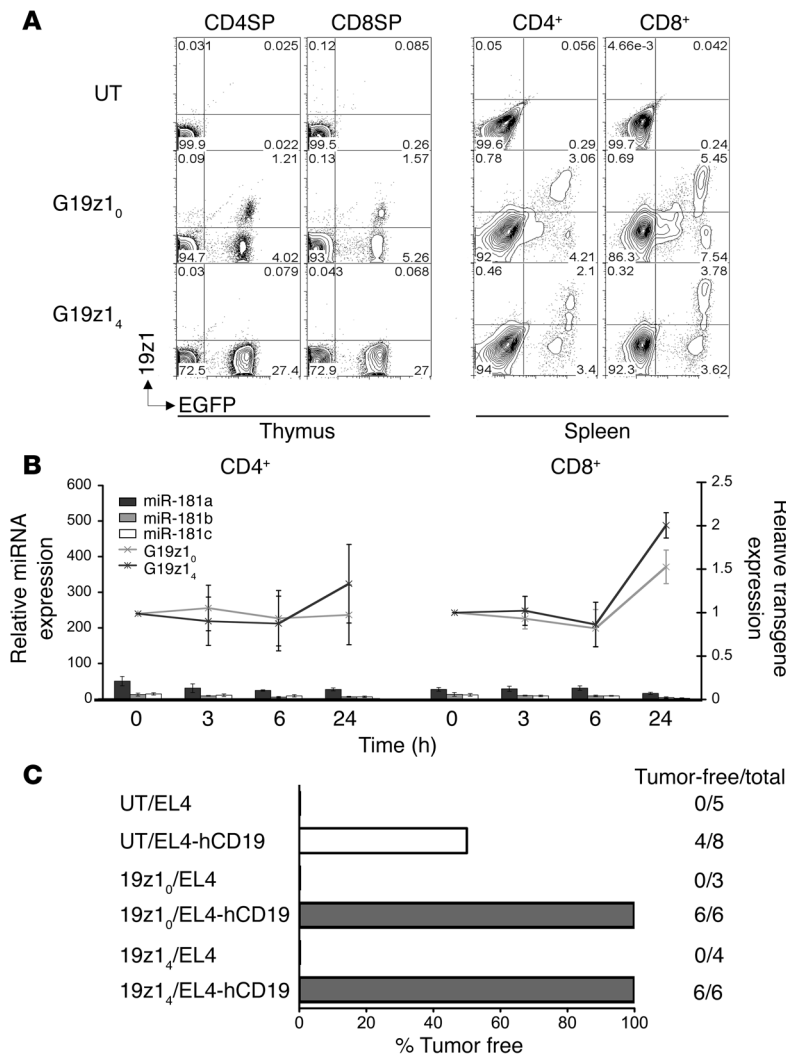 A
CD4SP CD8SP CD4⁺ CD8⁺
UT
0.031 0.025 0.12 0.085 0.05 0.056 4.66e-3 0.042
99.9 0.022 99.5 0.26 99.6 0.29 99.7 0.24
G19z1₀
0.09 1.21 0.13 1.57 0.78 3.06 0.69 5.45
94.7 4.02 93 5.26 92 4.21 86.3 7.54
G19z1₄
0.03 0.079 0.043 0.068 0.46 2.1 0.32 3.78
72.5 27.4 72.9 27 94 3.4 92.3 3.62
19z1
EGFP
Thymus Spleen
B
CD4⁺ CD8⁺
Relative miRNA expression
600
500
400
300
200
100
0
miR-181a
miR-181b
miR-181c
G19z1₀
G19z1₄
2.5
2
1.5
1
0.5
0
Relative transgene expression
0 3 6 24 0 3 6 24
Time (h)
C
Tumor-free/total
UT/EL4 0/5
UT/EL4-hCD19 4/8
19z1₀/EL4 0/3
19z1₀/EL4-hCD19 6/6
19z1₄/EL4 0/4
19z1₄/EL4-hCD19 6/6
0 20 40 60 80 100
% Tumor free